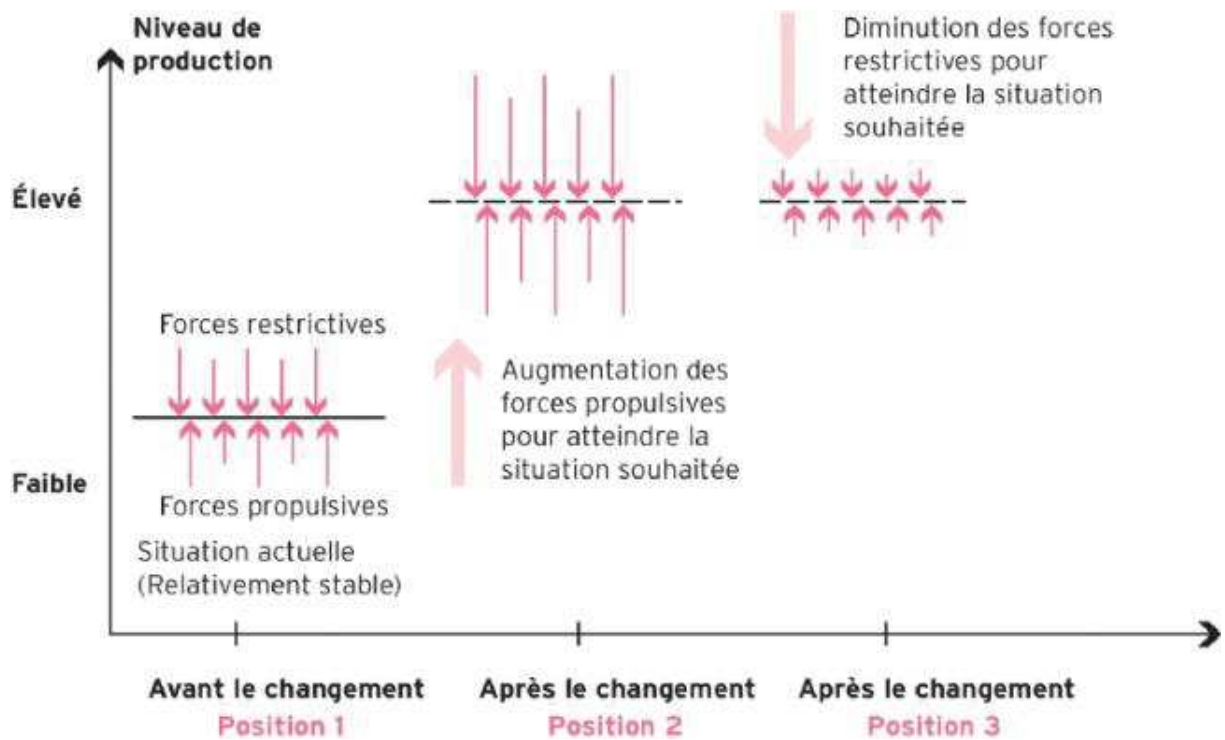 Niveau de
production
Diminution des forces
restrictives pour
atteindre la situation
souhaitée
Élevé
Forces restrictives
Augmentation des
forces propulsives
pour atteindre la
situation souhaitée
Faible
Forces propulsives
Situation actuelle
(Relativement stable)
Avant le changement
Position 1
Après le changement
Position 2
Après le changement
Position 3